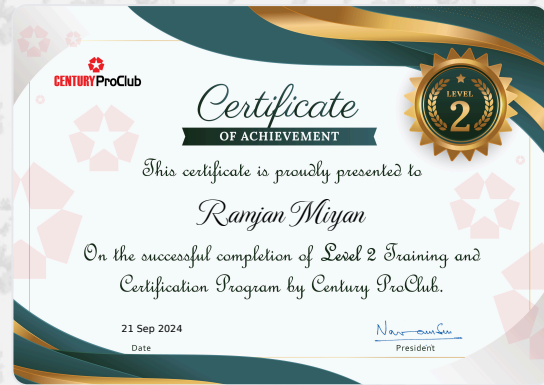 CENTURY ProClub
LEVEL
2
Certificate
OF ACHIEVEMENT
This certificate is proudly presented to
Ramjan Miyan
On the successful completion of Level 2 Training and
Certification Program by Century ProClub.
21 Sep 2024
Date
President